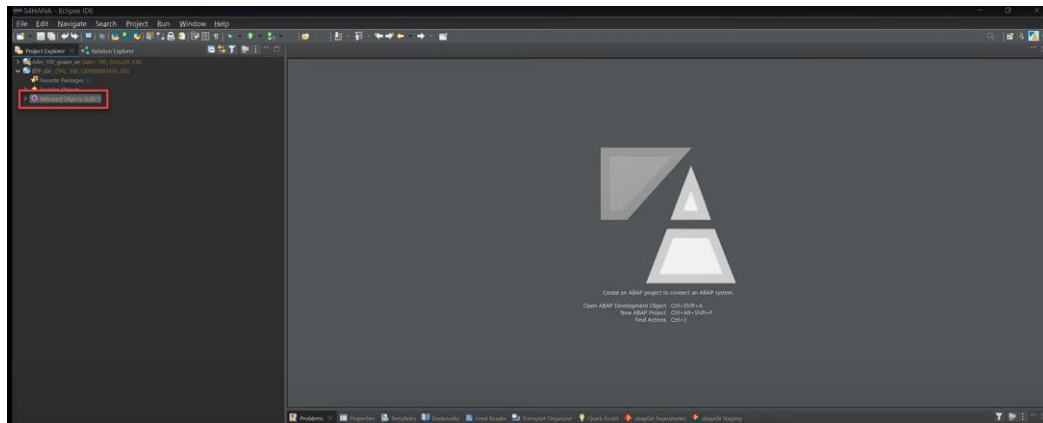 S4HANA - Eclipse IDE
File Edit Navigate Search Project Run Window Help
Project Explorer Relation Explorer
Favorite Packages
Favorite Objects
Released Objects
Create an ABAP project to connect an ABAP system.
Open ABAP Development Object Ctrl+Shift+A
New ABAP Project Ctrl+Alt+Shift+F
Find Actions Ctrl+3
Problems Properties Templates Bookmarks Feed Reader Transport Organizer Quick Assist abapGit Repositories abapGit Staging